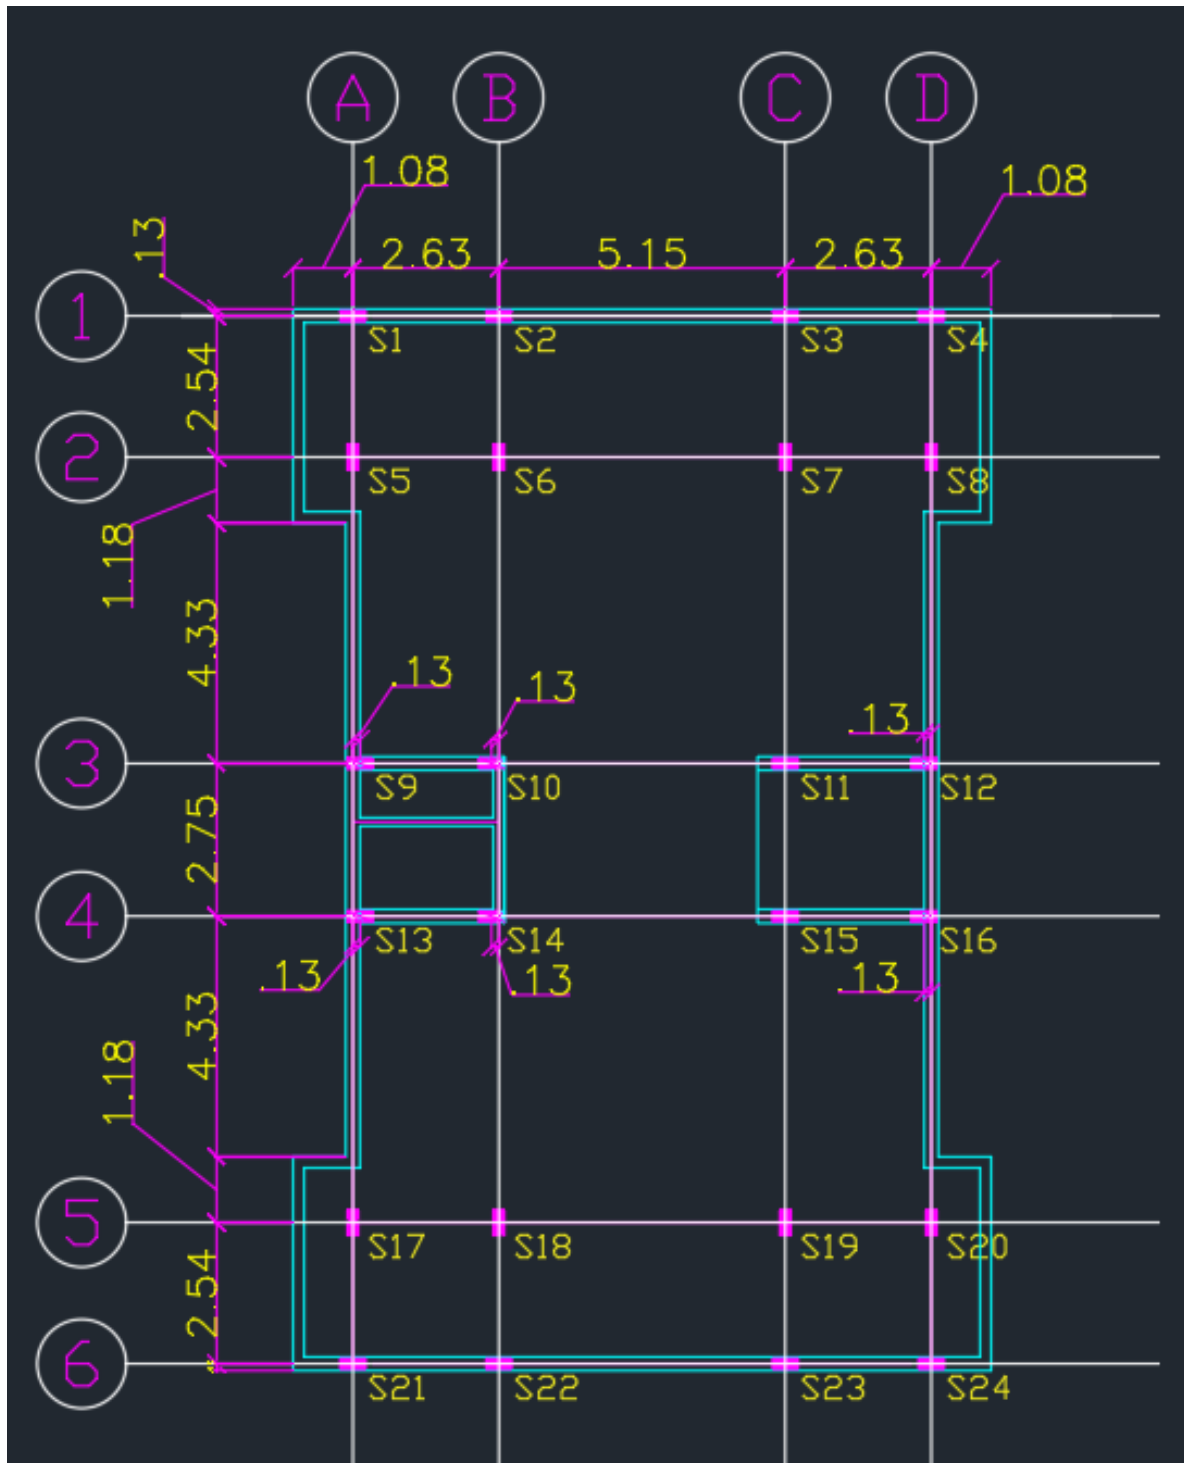 A B C D
1.08
1.08
.13
2.63 5.15 2.63
1
S1 S2 S3 S4
2.54
2
S5 S6 S7 S8
1.18
4.33
.13
.13
.13
3
S9 S10 S11 S12
2.75
4
S13 S14 S15 S16
.13
.13
.13
4.33
1.18
5
S17 S18 S19 S20
2.54
6
S21 S22 S23 S24